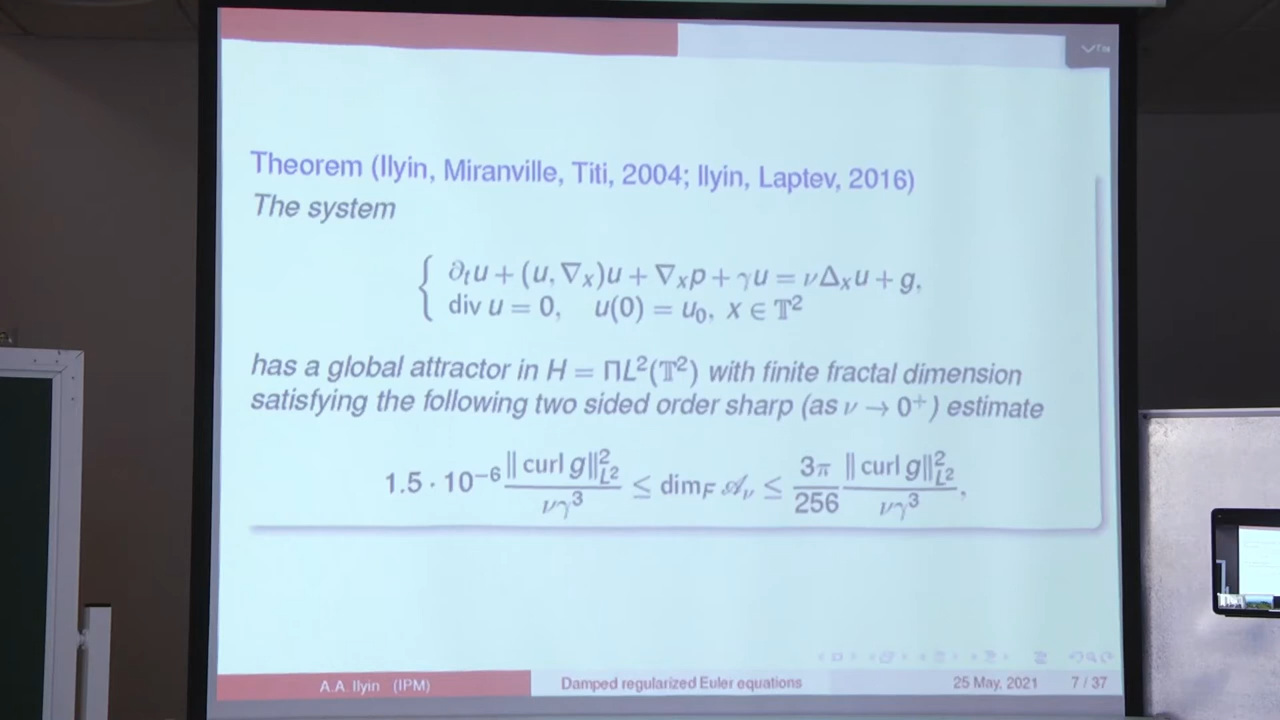 Theorem (Ilyin, Miranville, Titi, 2004; Ilyin, Laptev, 2016)
The system
∂ₜu + (u, ∇ₓ)u + ∇ₓp + γu = νΔₓu + g,
div u = 0, u(0) = u₀, x ∈ 𝕋²
has a global attractor in H = ΠL²(𝕋²) with finite fractal dimension
satisfying the following two sided order sharp (as ν → 0⁺) estimate
1.5 · 10⁻⁶ ‖ curl g‖²_{L²} / νγ³ ≤ dim_F 𝒜_ν ≤ 3π/256 ‖ curl g‖²_{L²} / νγ³,
A.A. Ilyin (IPM) Damped regularized Euler equations 25 May, 2021 7 / 37